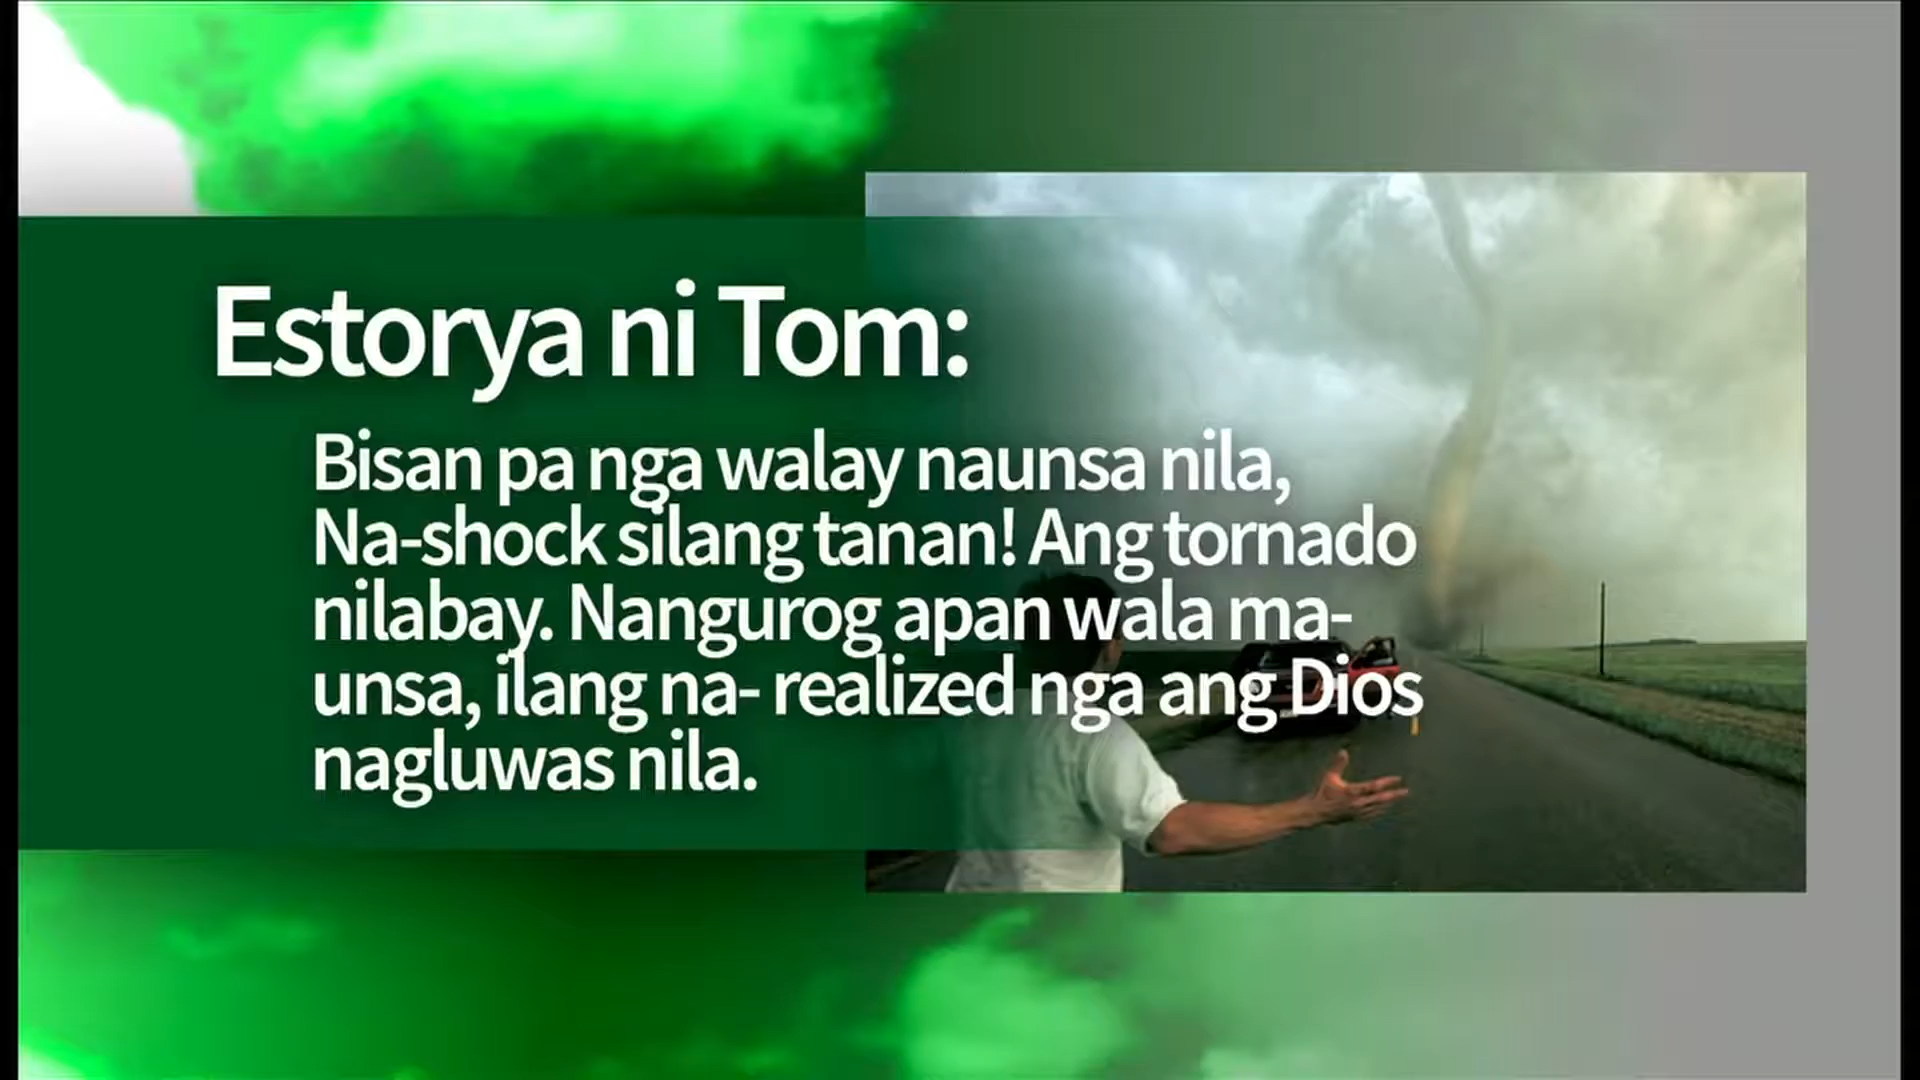 Estorya ni Tom:
Bisan pa nga walay naunsa nila,
Na-shock silang tanan! Ang tornado
nilabay. Nangurog apan wala ma-
unsa, ilang na- realized nga ang Dios
nagluwas nila.